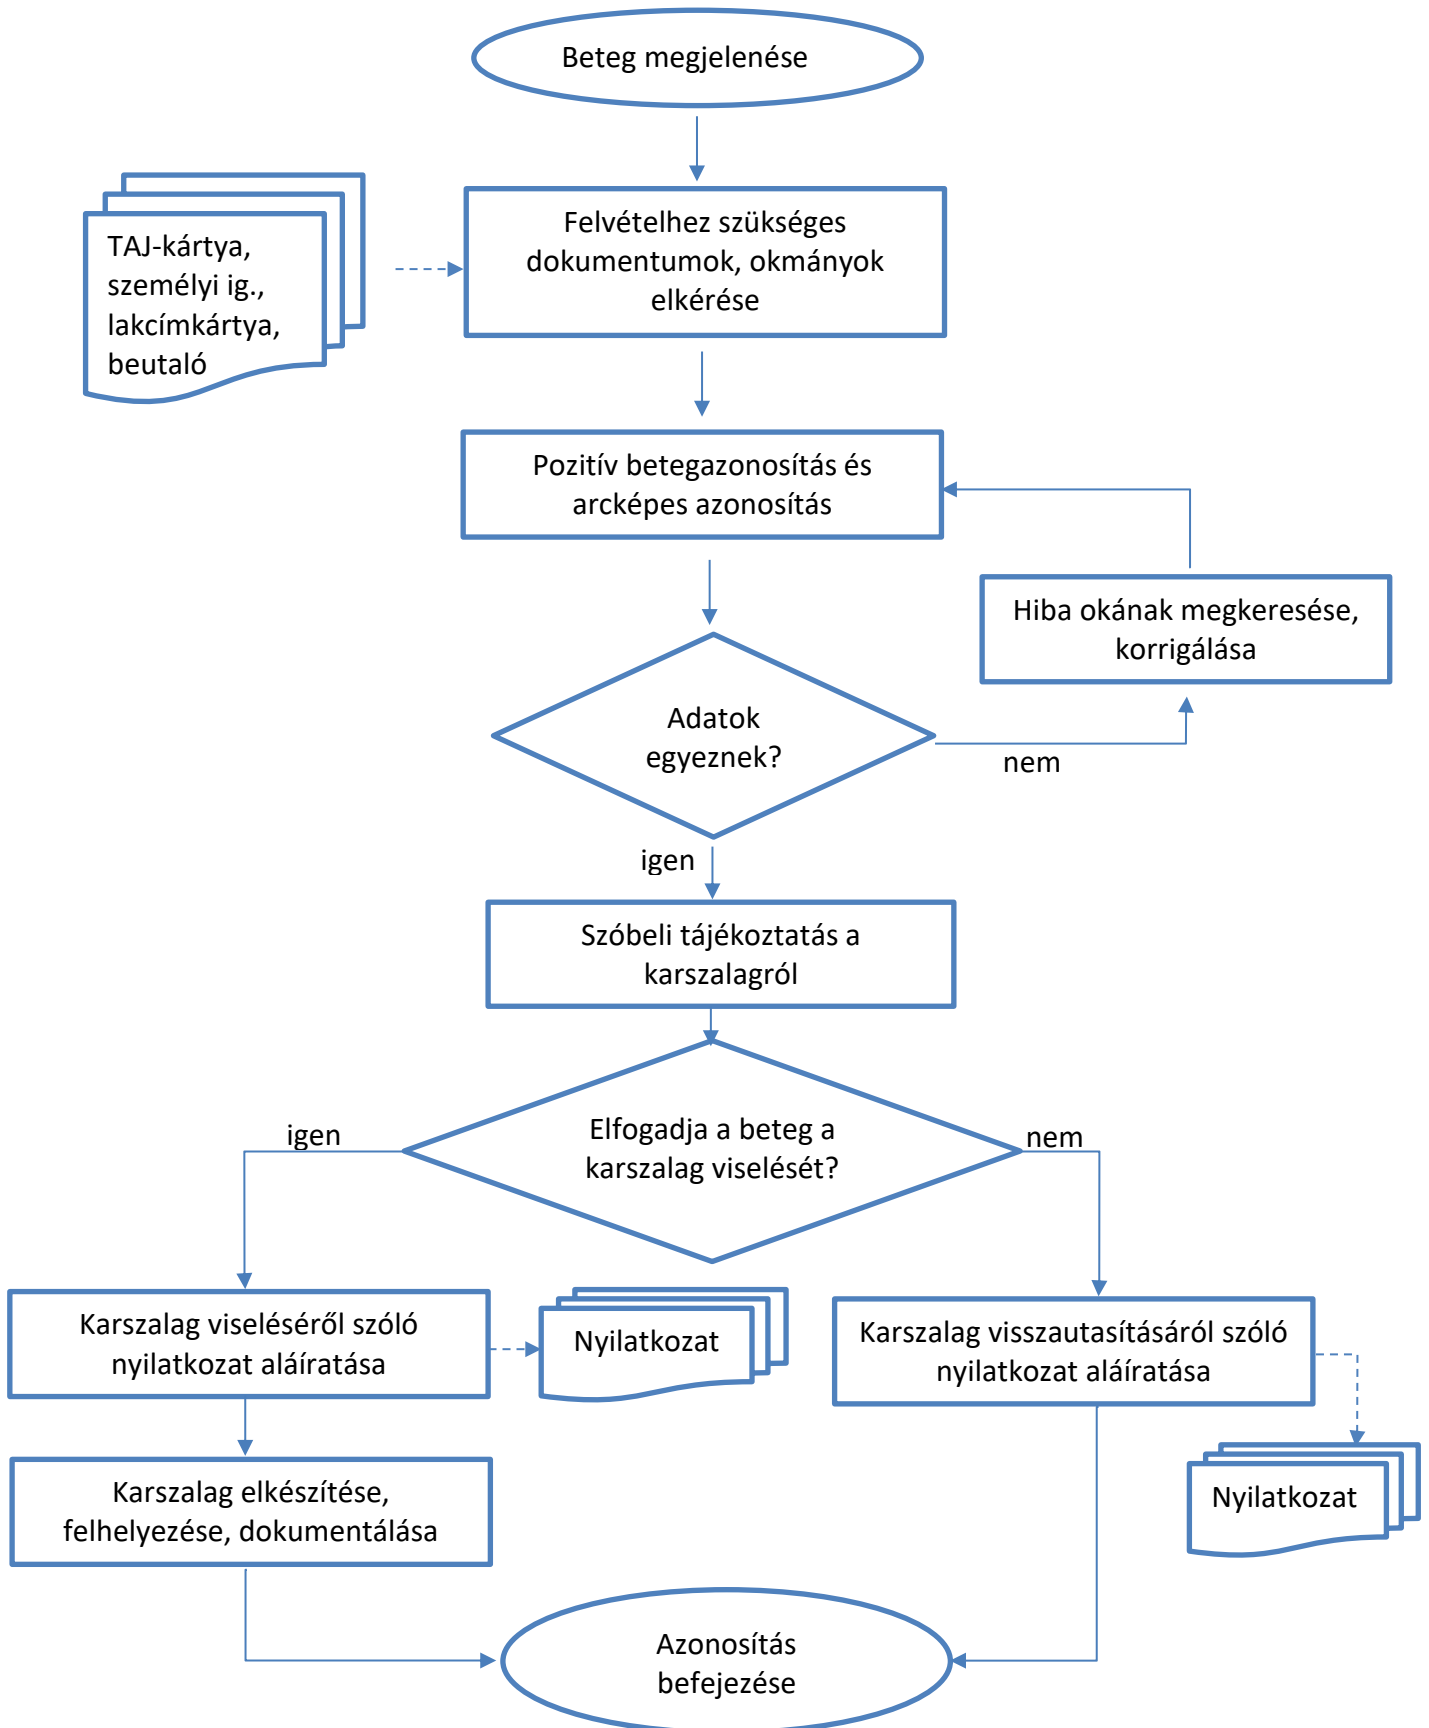 Beteg megjelenése
TAJ-kártya,
személyi ig.,
lakcímkártya,
beutaló
Felvételhez szükséges
dokumentumok, okmányok
elkérése
Pozitív betegazonosítás és
arcképes azonosítás
Hiba okának megkeresése,
korrigálása
Adatok
egyeznek?
nem
igen
Szóbeli tájékoztatás a
karszalagról
igen
Elfogadja a beteg a
karszalag viselését?
nem
Karszalag viseléséről szóló
nyilatkozat aláíratása
Nyilatkozat
Karszalag visszautasításáról szóló
nyilatkozat aláíratása
Karszalag elkészítése,
felhelyezése, dokumentálása
Nyilatkozat
Azonosítás
befejezése